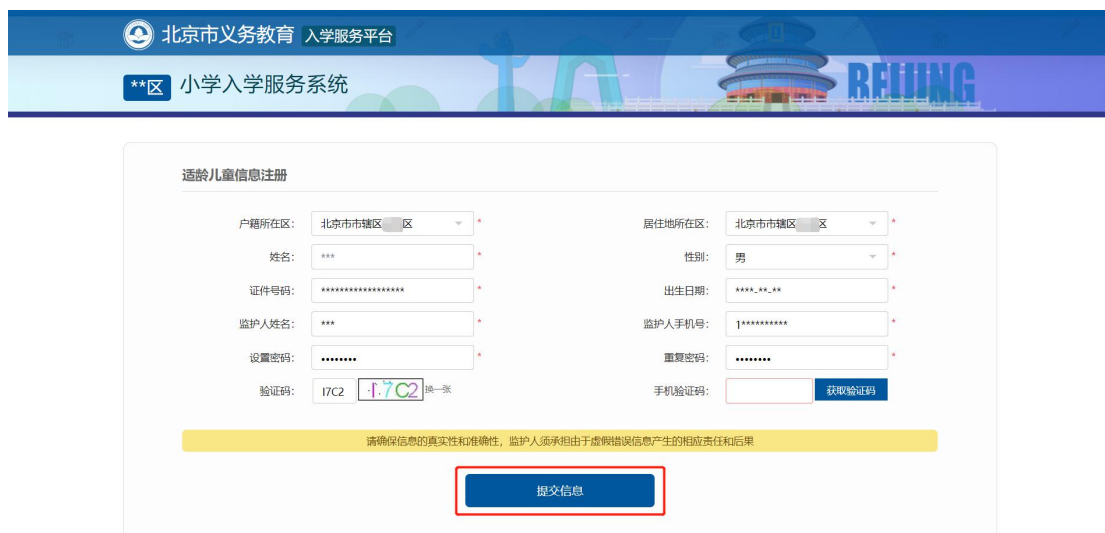 北京市义务教育 入学服务平台
**区 小学入学服务系统
BEIJING
适龄儿童信息注册
户籍所在区： 北京市市辖区 区 * 居住地所在区： 北京市市辖区 区 *
姓名： *** * 性别： 男 *
证件号码： ****************** * 出生日期： ****-**-** *
监护人姓名： *** * 监护人手机号： 1********** *
设置密码： •••••••• * 重复密码： •••••••• *
验证码： I7C2 I7C2 换一张 手机验证码： 获取验证码
请确保信息的真实性和准确性，监护人须承担由于虚假错误信息产生的相应责任和后果
提交信息